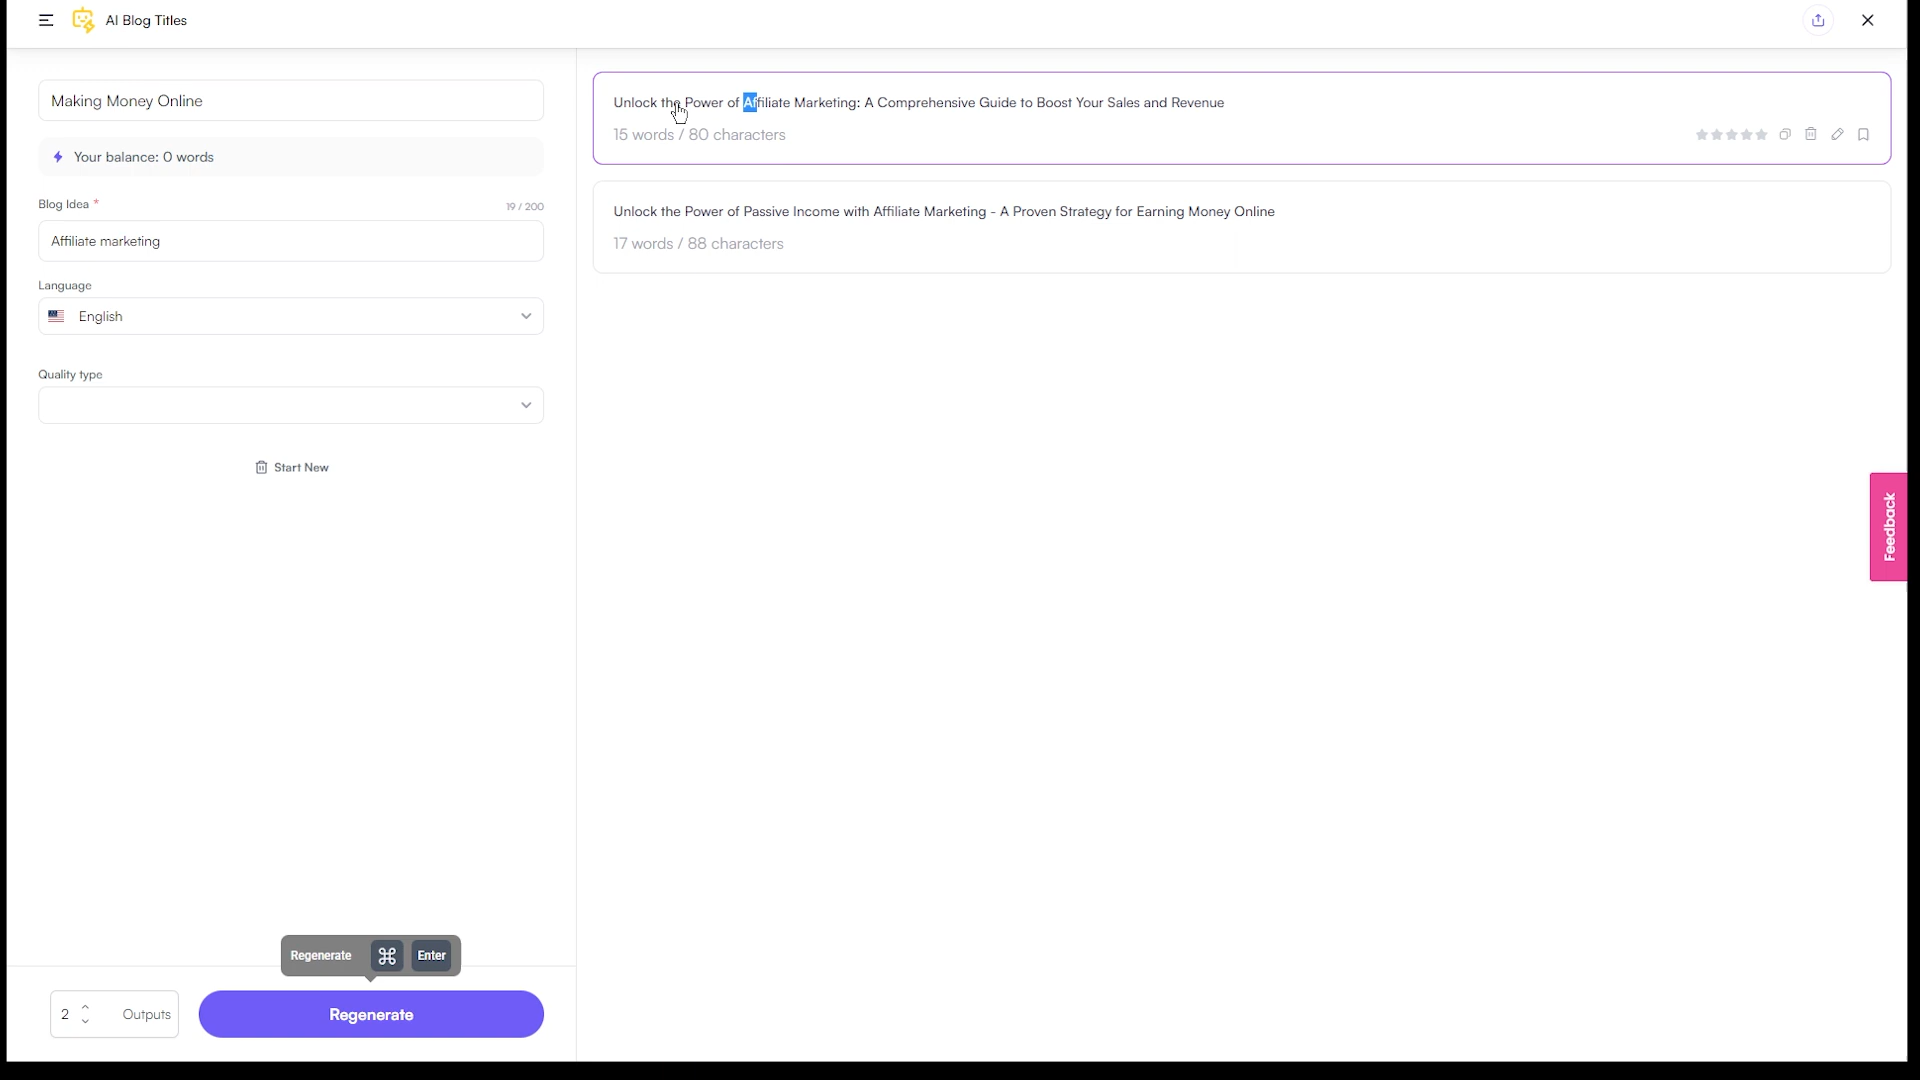 AI Blog Titles
Making Money Online
Your balance: 0 words
Blog Idea *
19 / 200
Affiliate marketing
Language
English
Quality type
Start New
Regenerate ⌘ Enter
2 Outputs
Regenerate
Unlock the Power of Affiliate Marketing: A Comprehensive Guide to Boost Your Sales and Revenue
15 words / 80 characters
Unlock the Power of Passive Income with Affiliate Marketing - A Proven Strategy for Earning Money Online
17 words / 88 characters
Feedback